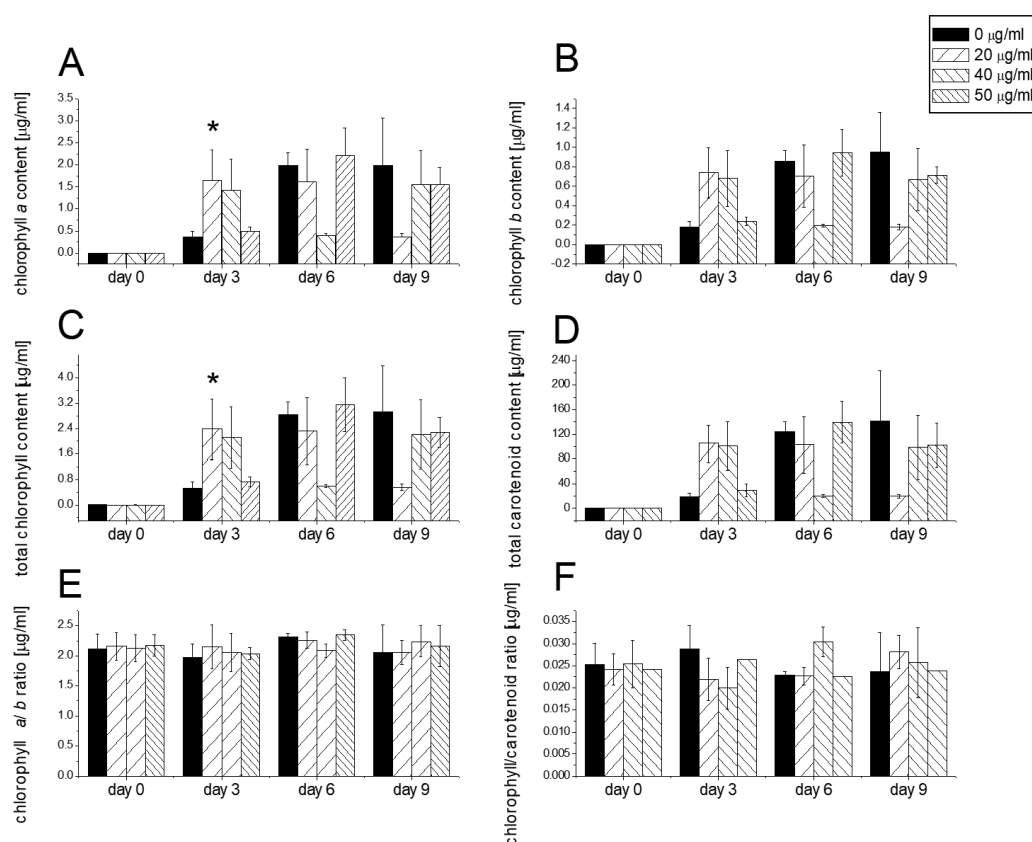 0 μg/ml
20 μg/ml
40 μg/ml
50 μg/ml
A
chlorophyll a content [μg/ml]
3.5
3.0
2.5
2.0
1.5
1.0
0.5
0.0
*
day 0 day 3 day 6 day 9
B
chlorophyll b content [μg/ml]
1.6
1.4
1.2
1.0
0.8
0.6
0.4
0.2
0.0
-0.2
day 0 day 3 day 6 day 9
C
total chlorophyll content [μg/ml]
4.0
3.2
2.4
1.6
0.8
0.0
*
day 0 day 3 day 6 day 9
D
total carotenoid content [μg/ml]
240
200
160
120
80
40
20
0
day 0 day 3 day 6 day 9
E
chlorophyll a/ b ratio [μg/ml]
2.5
2.0
1.5
1.0
0.5
0.0
day 0 day 3 day 6 day 9
F
chlorophyll/carotenoid ratio [μg/ml]
0.035
0.030
0.025
0.020
0.015
0.010
0.005
0.000
day 0 day 3 day 6 day 9